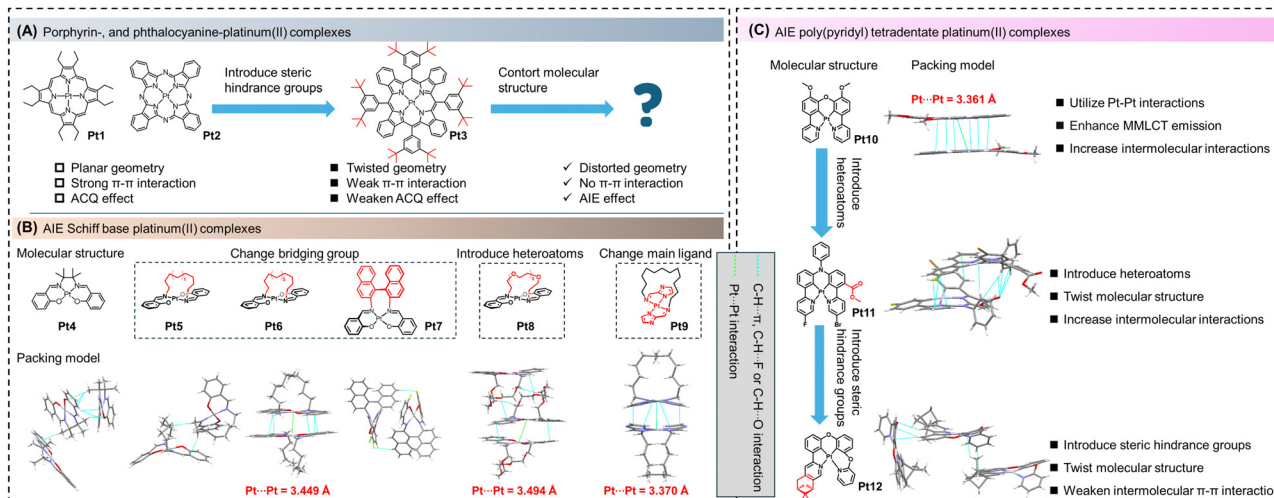 (A) Porphyrin-, and phthalocyanine-platinum(II) complexes
Introduce steric
hindrance groups
Contort molecular
structure
?
Pt1
Pt2
Pt3
Planar geometry
Strong π-π interaction
ACQ effect
Twisted geometry
Weak π-π interaction
Weaken ACQ effect
Distorted geometry
No π-π interaction
AIE effect
(B) AIE Schiff base platinum(II) complexes
Molecular structure
Change bridging group
Introduce heteroatoms
Change main ligand
Pt4
Pt5
Pt6
Pt7
Pt8
Pt9
Packing model
Pt···Pt = 3.449 Å
Pt···Pt = 3.494 Å
Pt···Pt = 3.370 Å
C-H···π, C-H···F or C-H···O interaction
Pt···Pt interaction
(C) AIE poly(pyridyl) tetradentate platinum(II) complexes
Molecular structure
Packing model
Pt···Pt = 3.361 Å
Pt10
Utilize Pt-Pt interactions
Enhance MMLCT emission
Increase intermolecular interactions
Introduce
heteroatoms
Pt11
Introduce heteroatoms
Twist molecular structure
Increase intermolecular interactions
Introduce steric
hindrance groups
Pt12
Introduce steric hindrance groups
Twist molecular structure
Weaken intermolecular π-π interactio